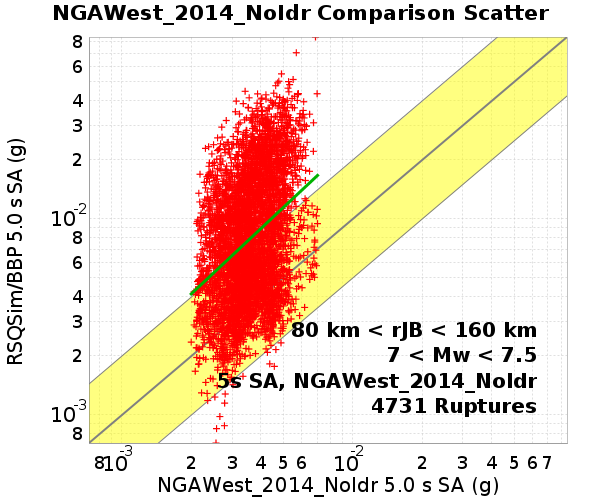 NGAWest_2014_NoIdr Comparison Scatter
RSQSim/BBP 5.0 s SA (g)
8
6
4
3
2
10^-2
8
6
4
3
2
10^-3
8
80 km < rJB < 160 km
7 < Mw < 7.5
5s SA, NGAWest_2014_NoIdr
4731 Ruptures
8 10^-3 2 3 4 5 6 10^-2 2 3 4 5 6 7
NGAWest_2014_NoIdr 5.0 s SA (g)